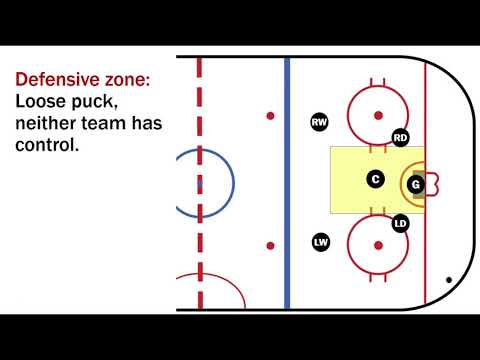 Defensive zone:
Loose puck,
neither team has
control.
RW
RD
C
G
LD
LW